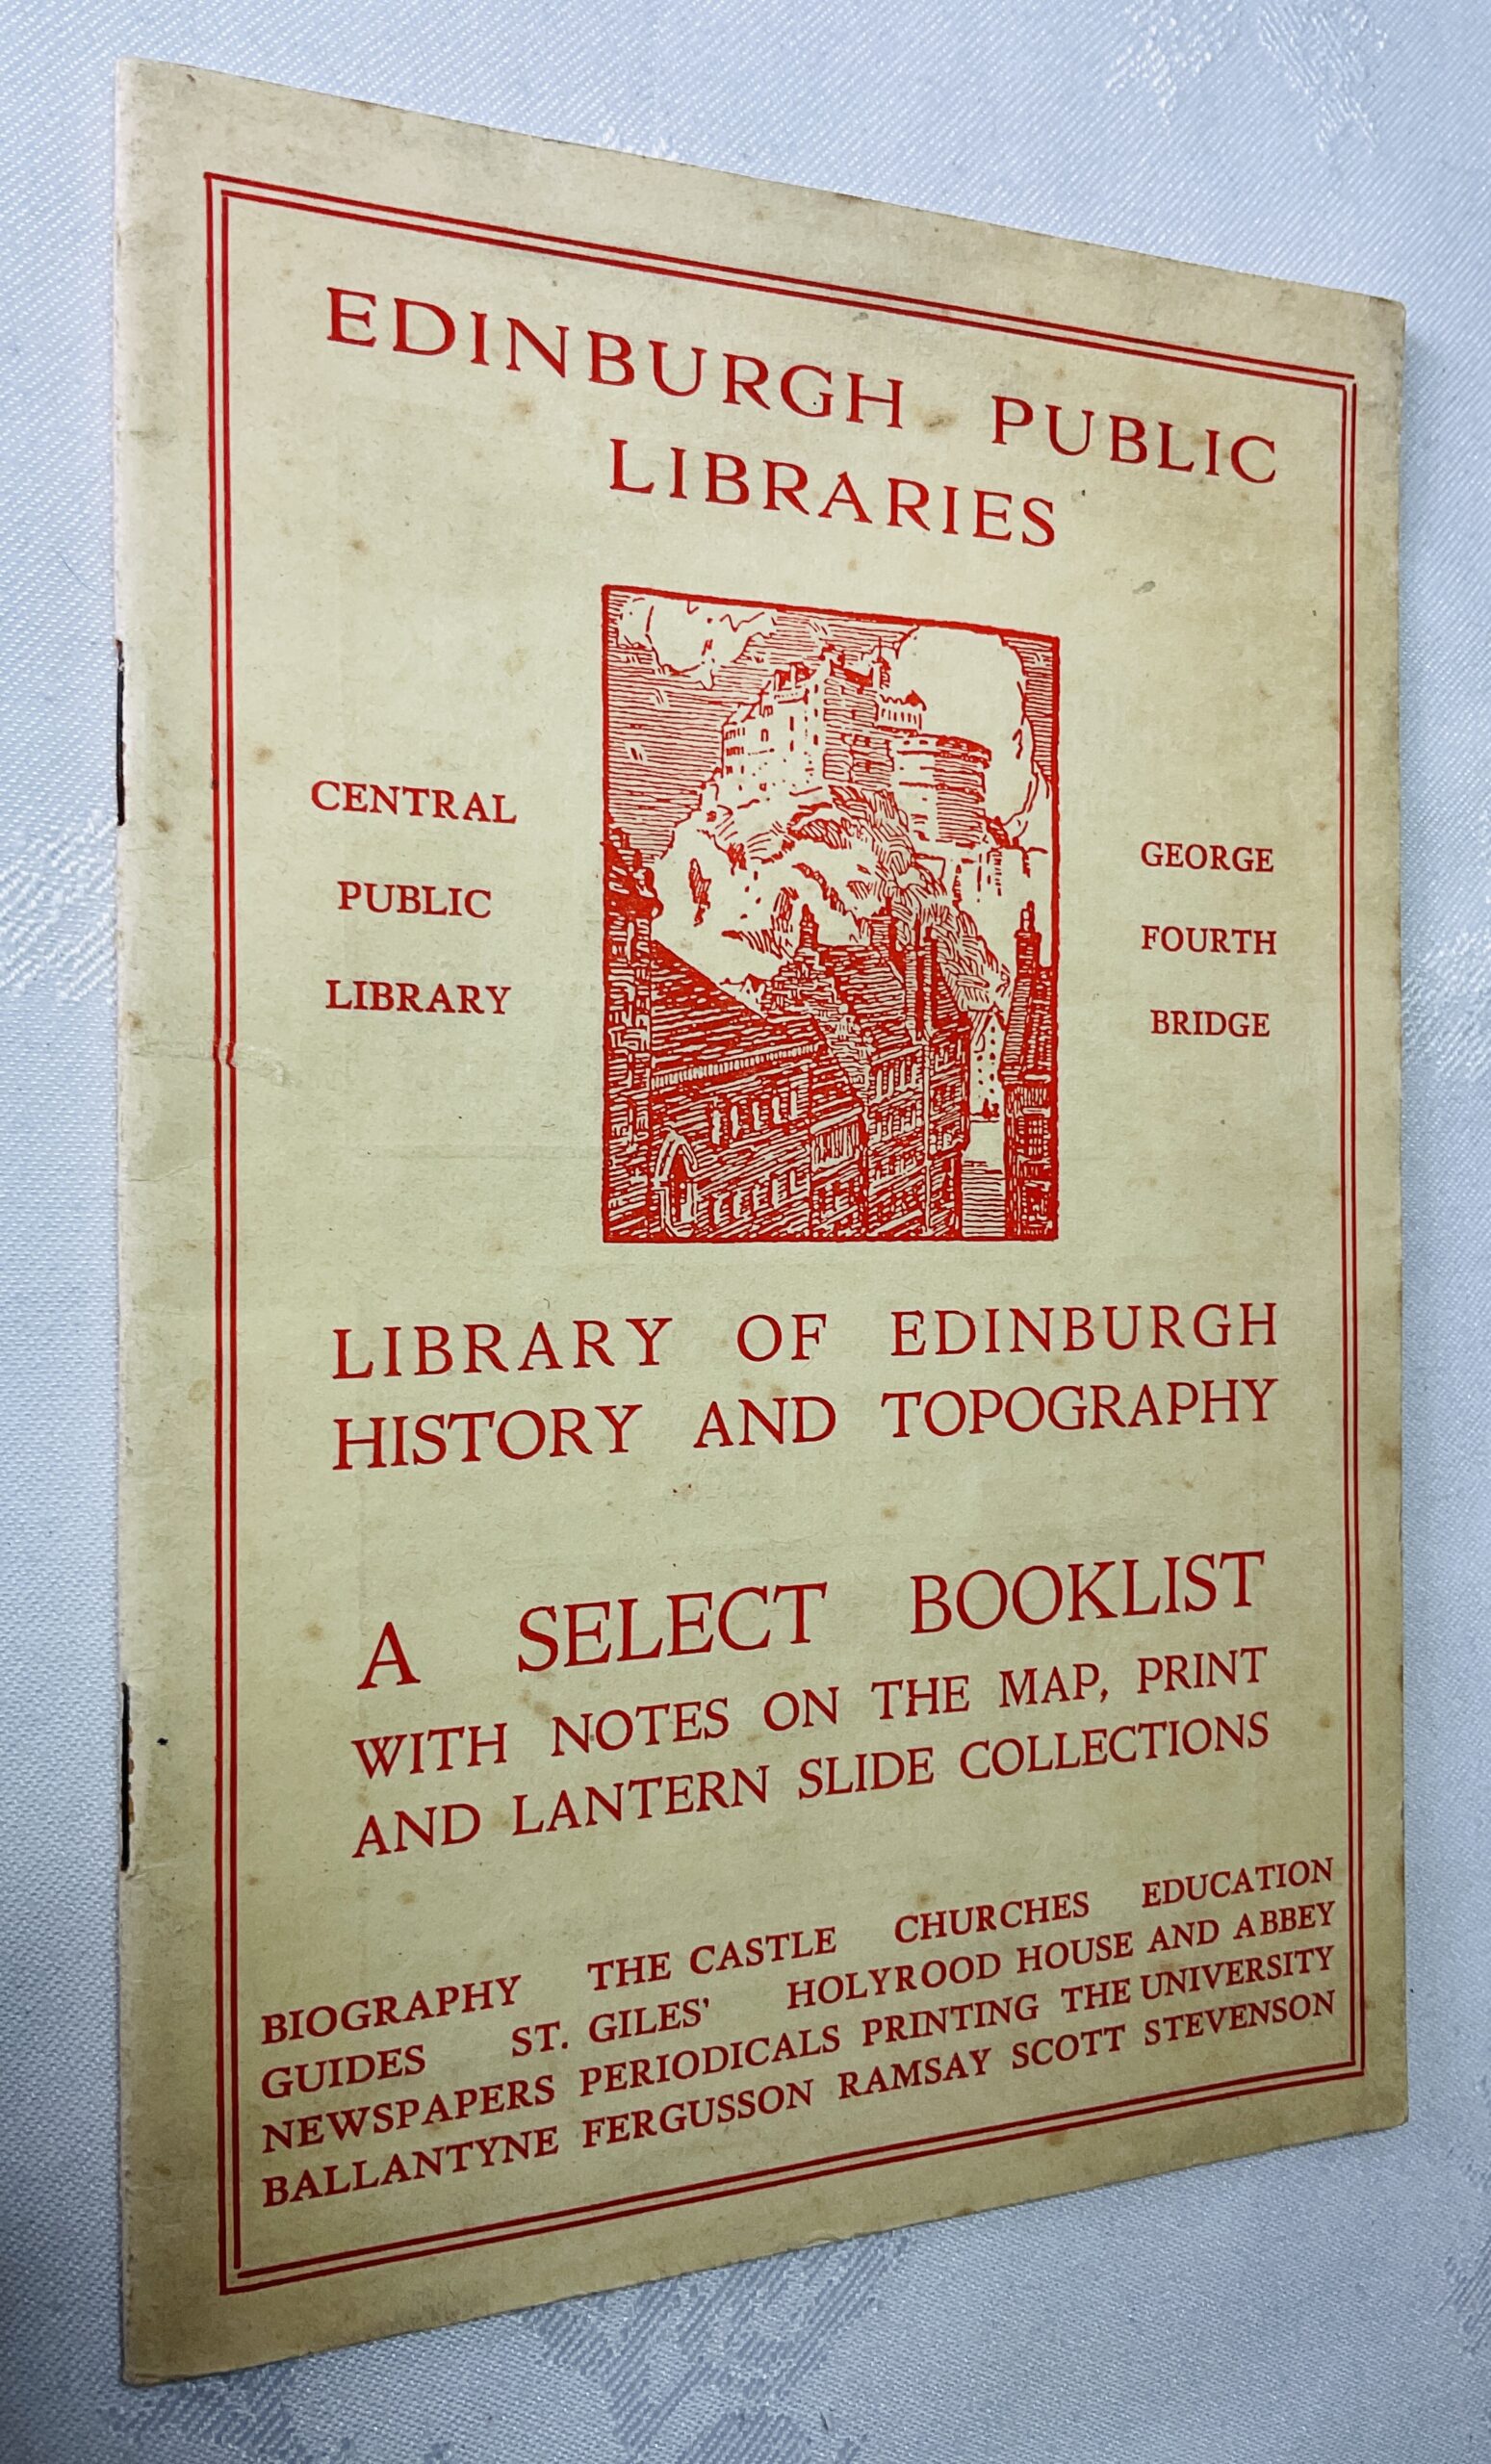 EDINBURGH PUBLIC
LIBRARIES
CENTRAL
PUBLIC
LIBRARY
GEORGE
FOURTH
BRIDGE
LIBRARY OF EDINBURGH
HISTORY AND TOPOGRAPHY
A SELECT BOOKLIST
WITH NOTES ON THE MAP, PRINT
AND LANTERN SLIDE COLLECTIONS
BIOGRAPHY THE CASTLE CHURCHES EDUCATION
GUIDES ST. GILES' HOLYROOD HOUSE AND ABBEY
NEWSPAPERS PERIODICALS PRINTING THE UNIVERSITY
BALLANTYNE FERGUSSON RAMSAY SCOTT STEVENSON